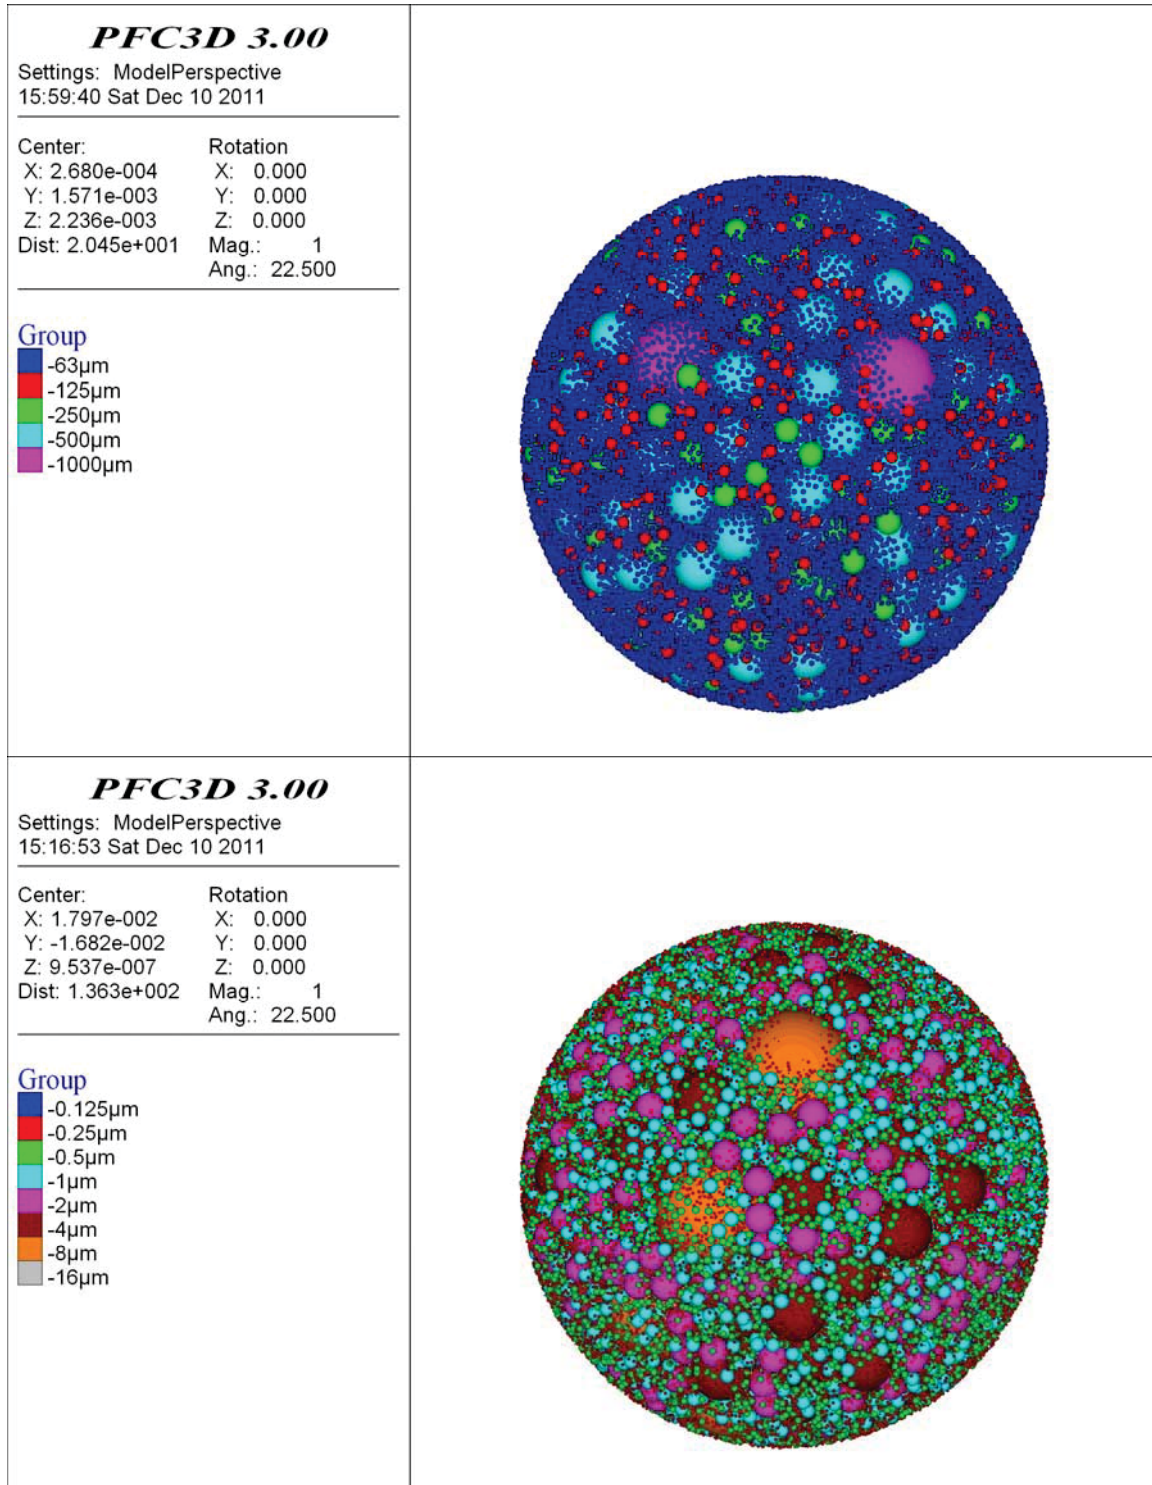 PFC3D 3.00
Settings: ModelPerspective
15:59:40 Sat Dec 10 2011
Center: Rotation
X: 2.680e-004 X: 0.000
Y: 1.571e-003 Y: 0.000
Z: 2.236e-003 Z: 0.000
Dist: 2.045e+001 Mag.: 1
Ang.: 22.500
Group
-63µm
-125µm
-250µm
-500µm
-1000µm
PFC3D 3.00
Settings: ModelPerspective
15:16:53 Sat Dec 10 2011
Center: Rotation
X: 1.797e-002 X: 0.000
Y: -1.682e-002 Y: 0.000
Z: 9.537e-007 Z: 0.000
Dist: 1.363e+002 Mag.: 1
Ang.: 22.500
Group
-0.125µm
-0.25µm
-0.5µm
-1µm
-2µm
-4µm
-8µm
-16µm